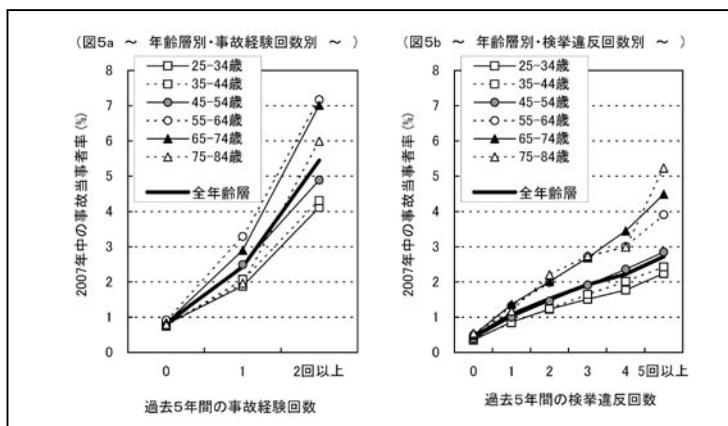 (図5a ～ 年齢層別・事故経験回数別 ～ )
8
7
6
5
4
3
2
1
0
2007年中の事故当事者率(%)
25-34歳
35-44歳
45-54歳
55-64歳
65-74歳
75-84歳
全年齢層
0
1
2回以上
過去5年間の事故経験回数
(図5b ～ 年齢層別・検挙違反回数別 ～ )
8
7
6
5
4
3
2
1
0
2007年中の事故当事者率(%)
25-34歳
35-44歳
45-54歳
55-64歳
65-74歳
75-84歳
全年齢層
0
1
2
3
4
5回以上
過去5年間の検挙違反回数